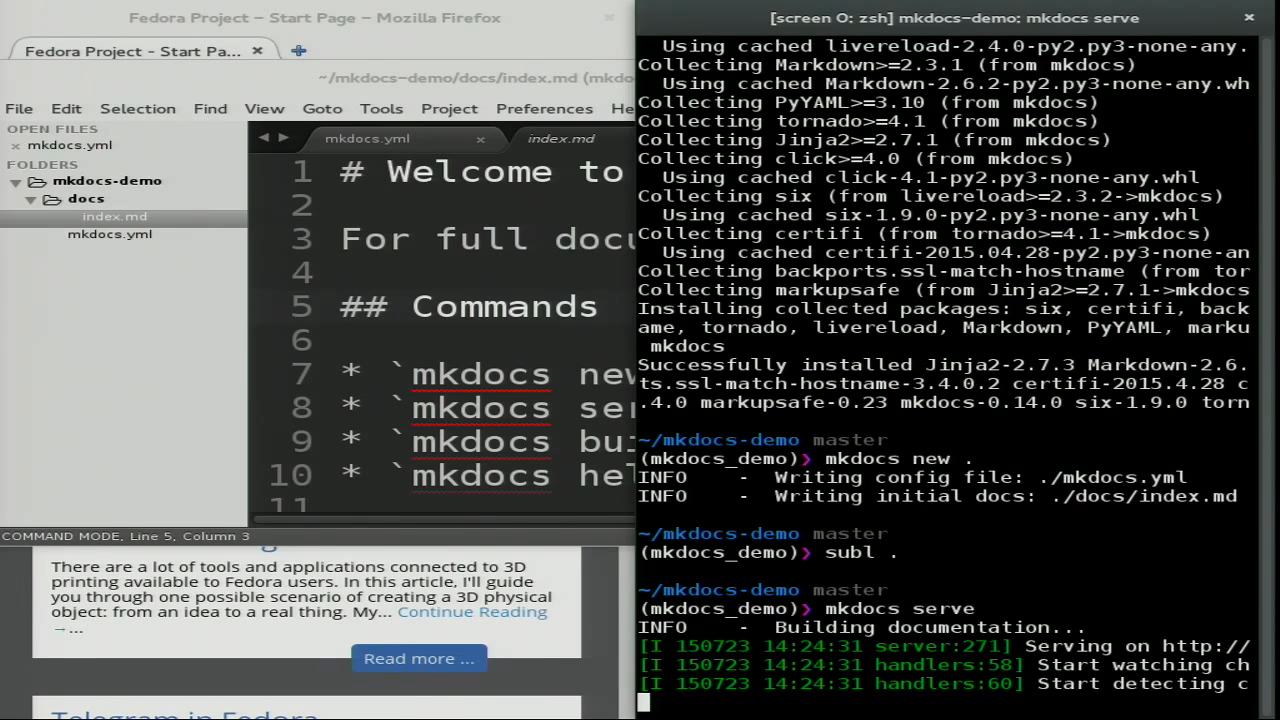 Fedora Project - Start Page - Mozilla Firefox
Fedora Project - Start Pa...
~/mkdocs-demo/docs/index.md (mkdo
File Edit Selection Find View Goto Tools Project Preferences He
OPEN FILES
mkdocs.yml
FOLDERS
mkdocs-demo
docs
index.md
mkdocs.yml
mkdocs.yml
index.md
1 # Welcome to
2
3 For full docu
4
5 ## Commands
6
7 * `mkdocs new
8 * `mkdocs ser
9 * `mkdocs bui
10 * `mkdocs hel
11
COMMAND MODE, Line 5, Column 3
There are a lot of tools and applications connected to 3D
printing available to Fedora users. In this article, I'll guide
you through one possible scenario of creating a 3D physical
object: from an idea to a real thing. My... Continue Reading
→...
Read more ...
Telegram in Fedora
[screen 0: zsh] mkdocs-demo: mkdocs serve
Using cached livereload-2.4.0-py2.py3-none-any.
Collecting Markdown>=2.3.1 (from mkdocs)
Using cached Markdown-2.6.2-py2.py3-none-any.wh
Collecting PyYAML>=3.10 (from mkdocs)
Collecting tornado>=4.1 (from mkdocs)
Collecting Jinja2>=2.7.1 (from mkdocs)
Collecting click>=4.0 (from mkdocs)
Using cached click-4.1-py2.py3-none-any.whl
Collecting six (from livereload>=2.3.2->mkdocs)
Using cached six-1.9.0-py2.py3-none-any.whl
Collecting certifi (from tornado>=4.1->mkdocs)
Using cached certifi-2015.04.28-py2.py3-none-an
Collecting backports.ssl-match-hostname (from tor
Collecting markupsafe (from Jinja2>=2.7.1->mkdocs
Installing collected packages: six, certifi, back
ame, tornado, livereload, Markdown, PyYAML, marku
mkdocs
Successfully installed Jinja2-2.7.3 Markdown-2.6.
ts.ssl-match-hostname-3.4.0.2 certifi-2015.4.28 c
.4.0 markupsafe-0.23 mkdocs-0.14.0 six-1.9.0 torn
~/mkdocs-demo master
(mkdocs_demo)❯ mkdocs new .
INFO - Writing config file: ./mkdocs.yml
INFO - Writing initial docs: ./docs/index.md
~/mkdocs-demo master
(mkdocs_demo)❯ subl .
~/mkdocs-demo master
(mkdocs_demo)❯ mkdocs serve
INFO - Building documentation...
[I 150723 14:24:31 server:271] Serving on http://
[I 150723 14:24:31 handlers:58] Start watching ch
[I 150723 14:24:31 handlers:60] Start detecting c